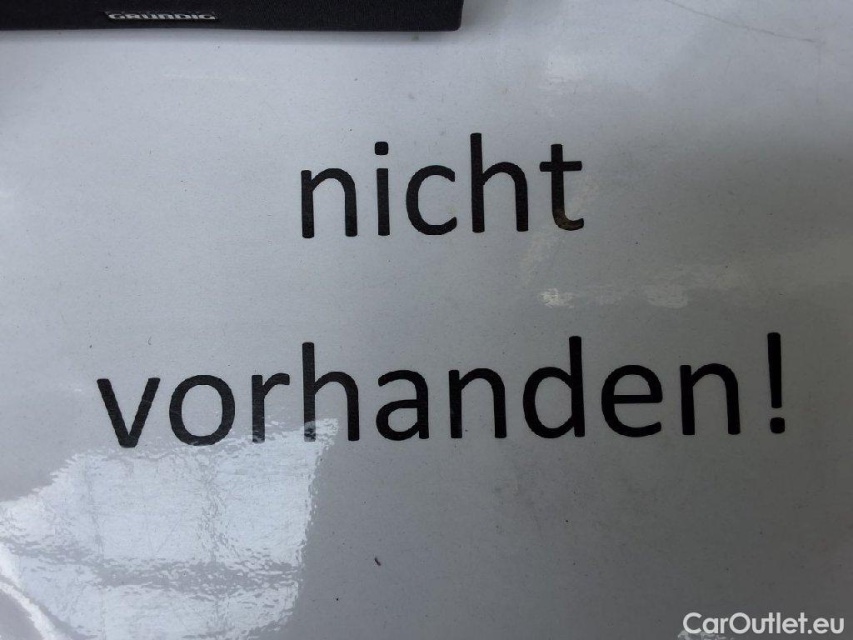 GRUNDIG
nicht
vorhanden!
CarOutlet.eu